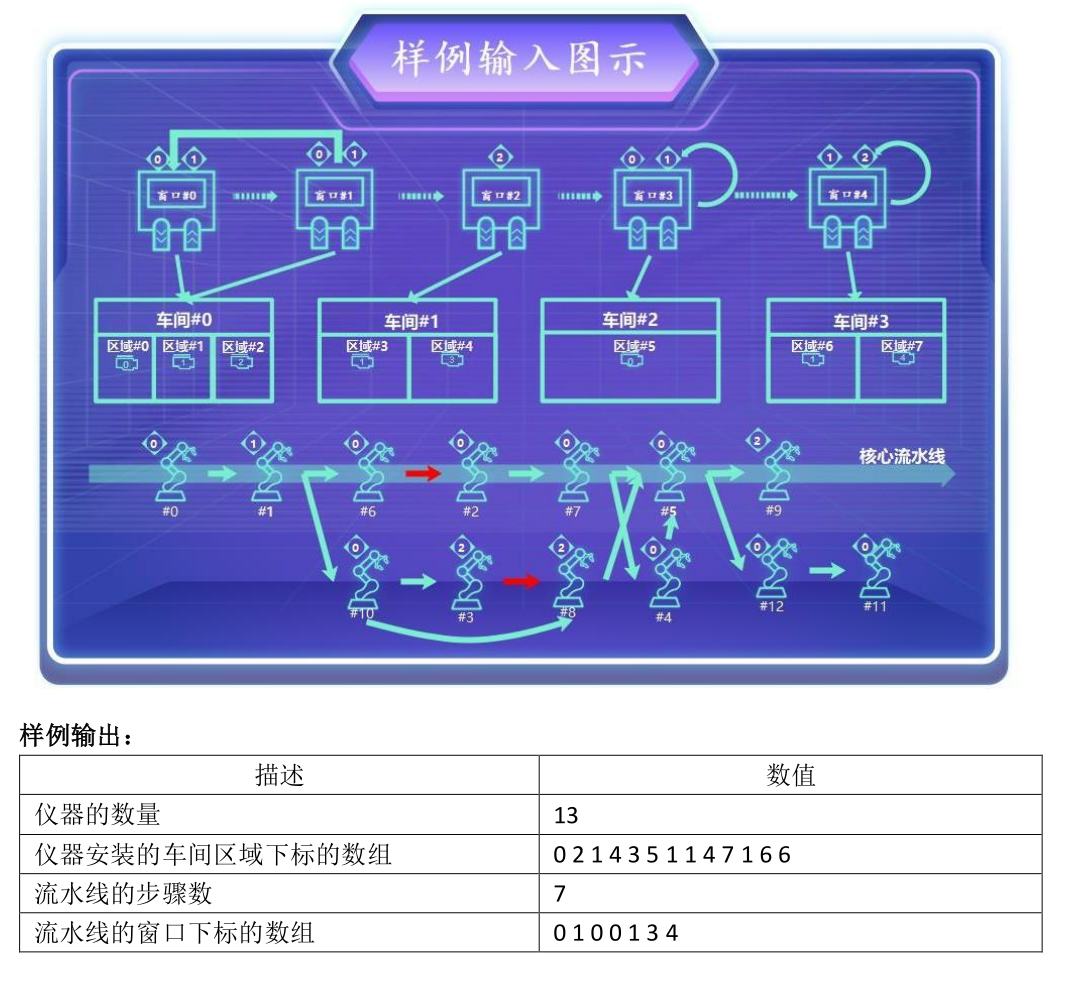 样例输入图示
0 1 0 1 2 0 1 1 2
窗口#0 窗口#1 窗口#2 窗口#3 窗口#4
车间#0 车间#1 车间#2 车间#3
区域#0 区域#1 区域#2 区域#3 区域#4 区域#5 区域#6 区域#7
0 1 2 1 3 0 1 4
0 1 0 0 0 0 2
核心流水线
#0 #1 #6 #2 #7 #5 #9
0 2 2 0 0 0
#10 #3 #8 #4 #12 #11
样例输出：
描述 数值
仪器的数量 13
仪器安装的车间区域下标的数组 0 2 1 4 3 5 1 1 4 7 1 6 6
流水线的步骤数 7
流水线的窗口下标的数组 0 1 0 0 1 3 4